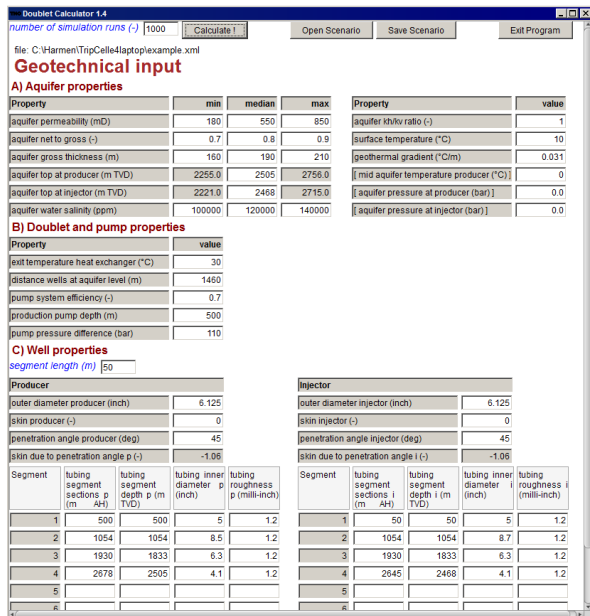 Doublet Calculator 1.4
number of simulation runs (-) 1000 Calculate ! Open Scenario Save Scenario Exit Program
file: C:\Harmen\TripCelle4laptop\example.xml
Geotechnical input
A) Aquifer properties
Property min median max Property value
aquifer permeability (mD) 180 550 850 aquifer kh/kv ratio (-) 1
aquifer net to gross (-) 0.7 0.8 0.9 surface temperature (°C) 10
aquifer gross thickness (m) 160 190 210 geothermal gradient (°C/m) 0.031
aquifer top at producer (m TVD) 2255.0 2505 2756.0 [ mid aquifer temperature producer (°C) ] 0
aquifer top at injector (m TVD) 2221.0 2468 2715.0 [ aquifer pressure at producer (bar) ] 0.0
aquifer water salinity (ppm) 100000 120000 140000 [ aquifer pressure at injector (bar) ] 0.0
B) Doublet and pump properties
Property value
exit temperature heat exchanger (°C) 30
distance wells at aquifer level (m) 1460
pump system efficiency (-) 0.7
production pump depth (m) 500
pump pressure difference (bar) 110
C) Well properties
segment length (m) 50
Producer Injector
outer diameter producer (inch) 6.125 outer diameter injector (inch) 6.125
skin producer (-) 0 skin injector (-) 0
penetration angle producer (deg) 45 penetration angle injector (deg) 45
skin due to penetration angle p (-) -1.06 skin due to penetration angle i (-) -1.06
Segment tubing tubing tubing inner tubing Segment tubing tubing tubing inner tubing
segment segment diameter p roughness segment segment diameter i roughness i
sections p depth p (m (inch) p (milli-inch) sections i depth i (m (inch) (milli-inch)
(m AH) TVD) (m AH) TVD)
1 500 500 5 1.2 1 50 50 5 1.2
2 1054 1054 8.5 1.2 2 1054 1054 8.7 1.2
3 1930 1833 6.3 1.2 3 1930 1833 6.3 1.2
4 2678 2505 4.1 1.2 4 2645 2468 4.1 1.2
5 5
6 6